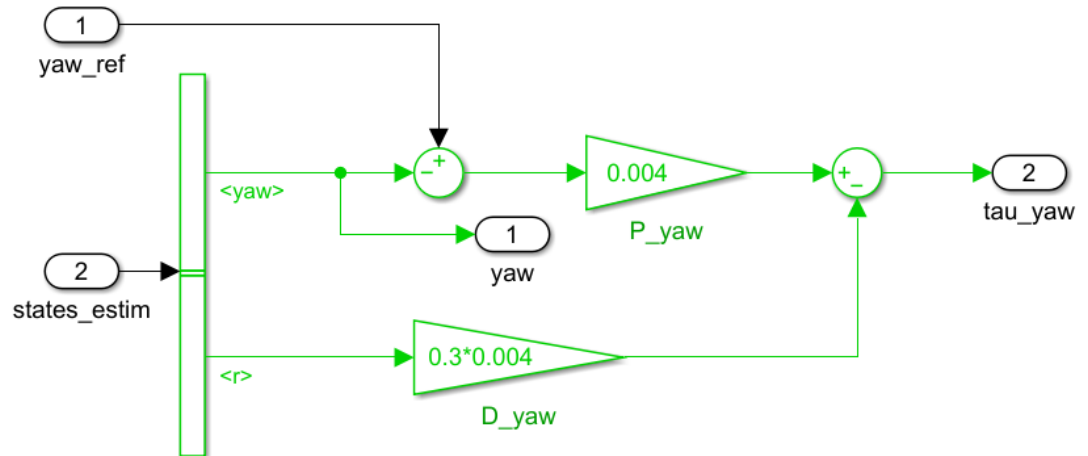 1
yaw_ref
<yaw>
− +
0.004
P_yaw
+ −
2
tau_yaw
1
yaw
2
states_estim
<r>
0.3*0.004
D_yaw